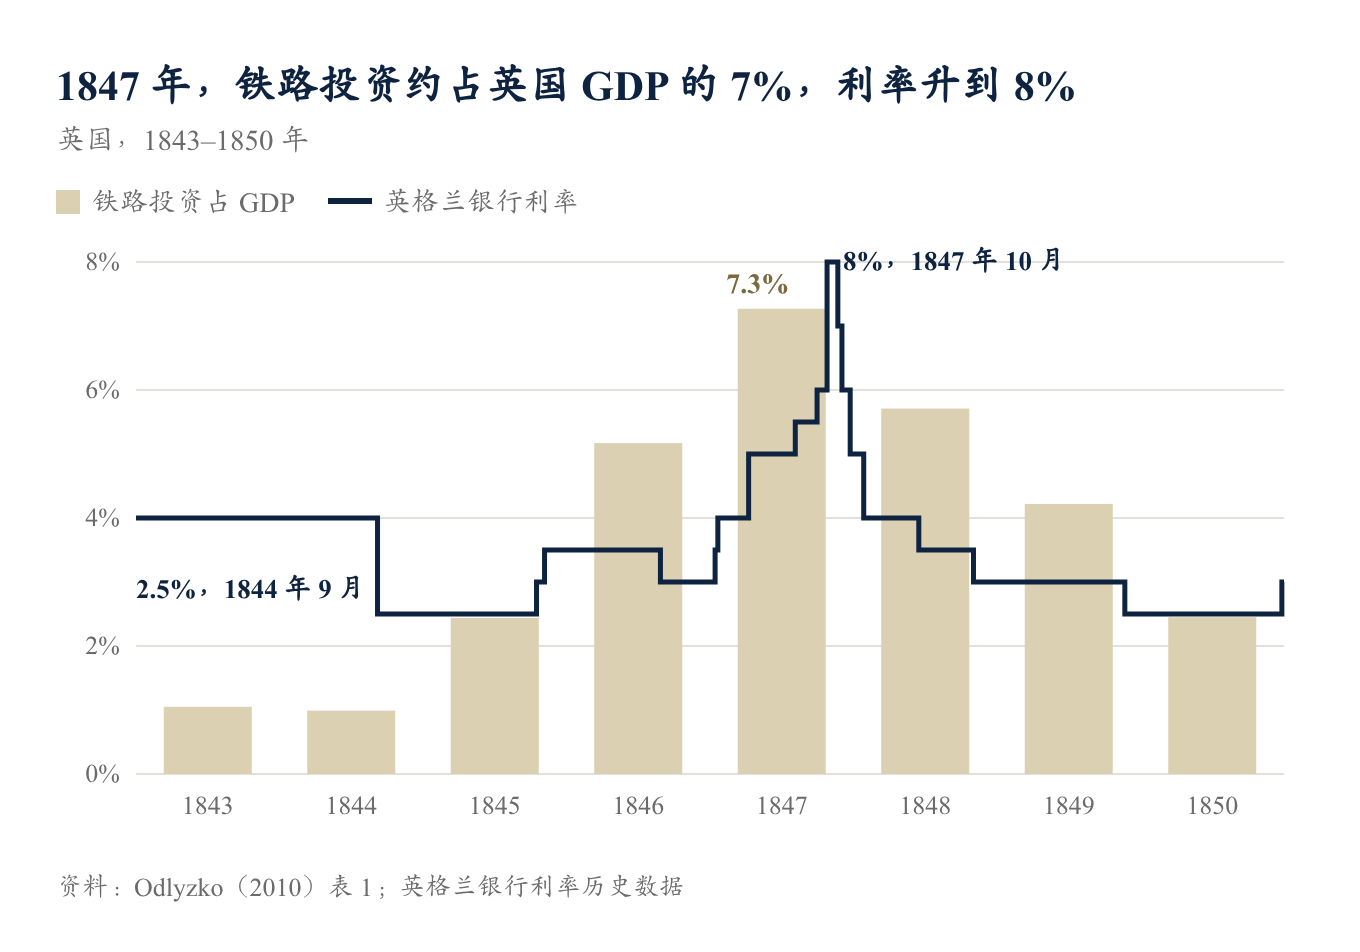 1847 年，铁路投资约占英国 GDP 的 7%，利率升到 8%
英国，1843–1850 年
铁路投资占 GDP
英格兰银行利率
8%
8%，1847 年 10 月
7.3%
6%
4%
2.5%，1844 年 9 月
2%
0%
1843 1844 1845 1846 1847 1848 1849 1850
资料：Odlyzko（2010）表 1；英格兰银行利率历史数据